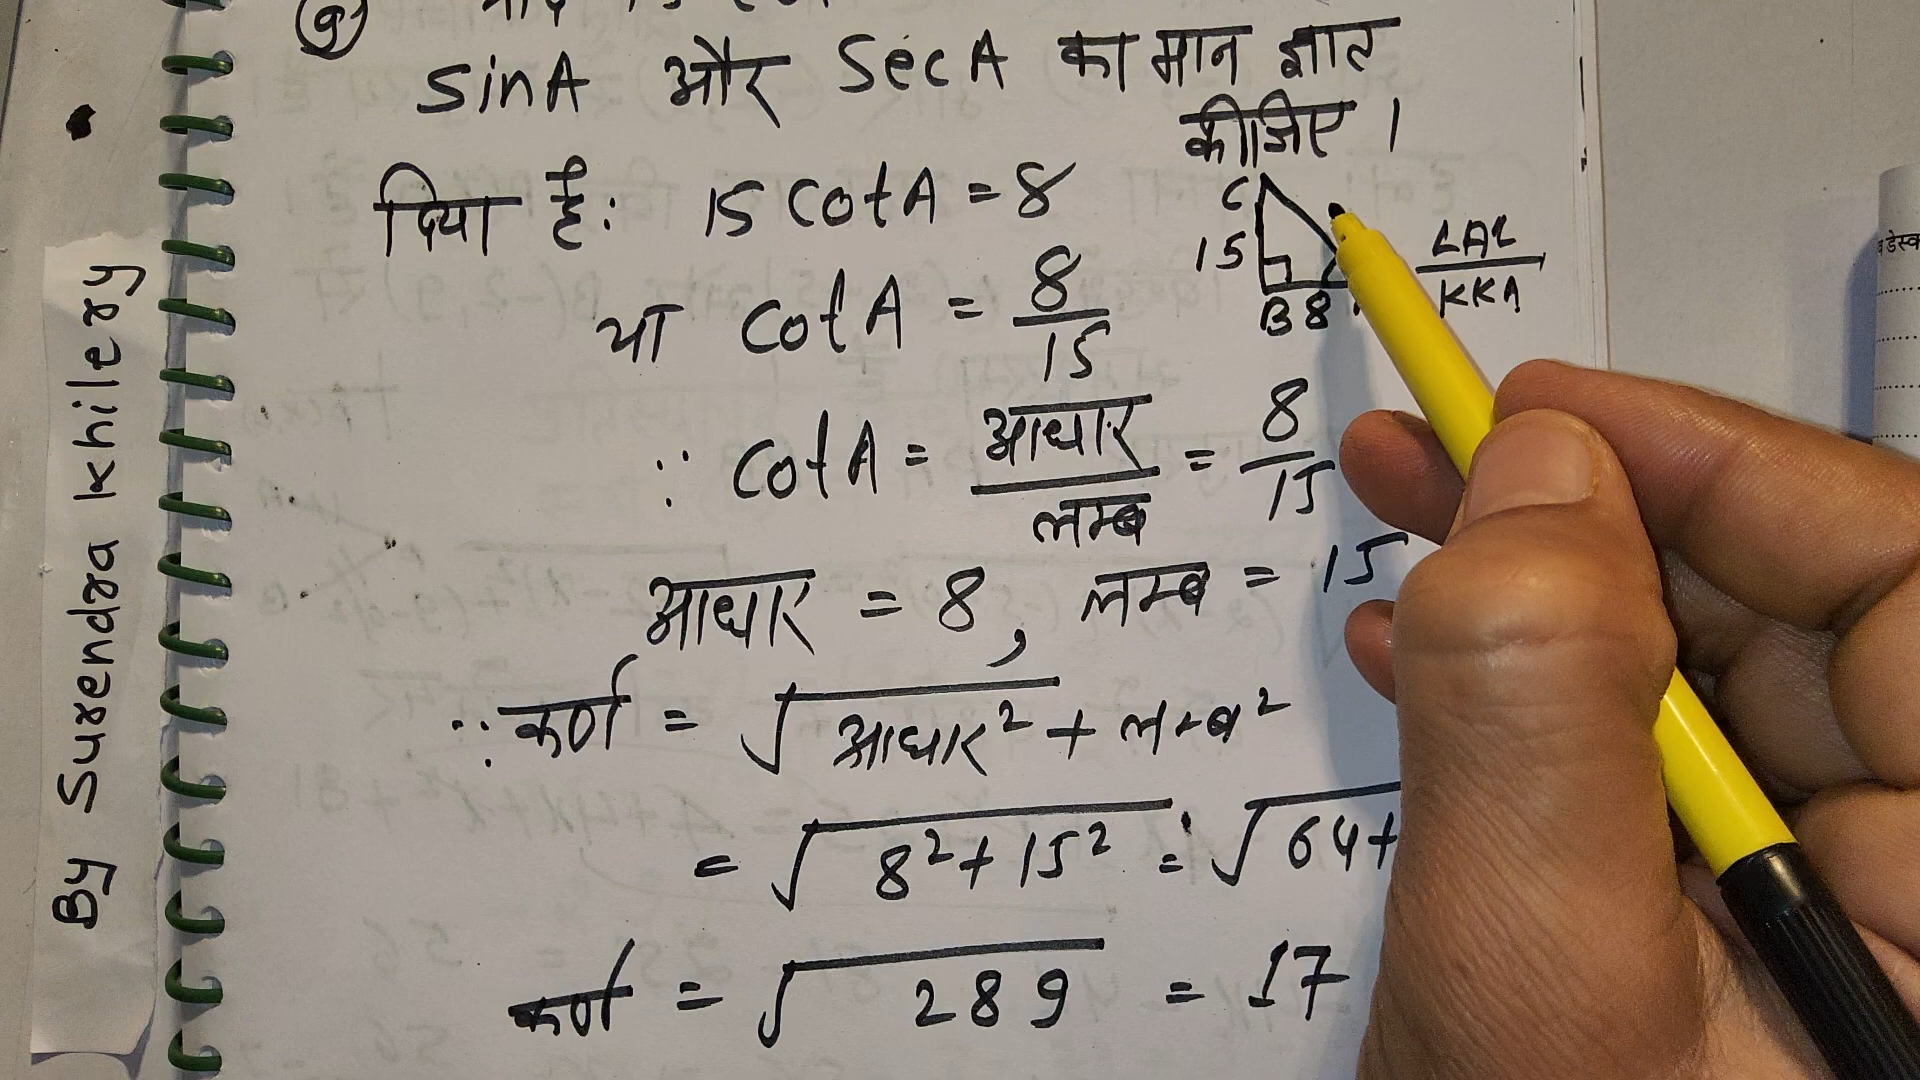 9
sinA और SecA का मान ज्ञात
कीजिए ।
दिया है: 15 CotA = 8
या CotA = 8/15
C
15
B 8
LAL
KKA
∵ CotA = आधार/लम्ब = 8/15
आधार = 8, लम्ब = 15
∵ कर्ण = √आधार² + लम्ब²
= √8² + 15² = √64+
कर्ण = √289 = 17
By Surendra Khilery